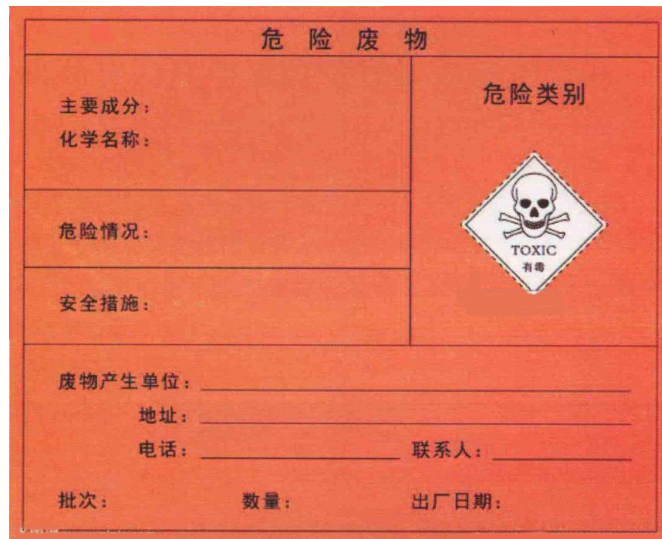 危险废物
主要成分：
化学名称：
危险类别
TOXIC
有毒
危险情况：
安全措施：
废物产生单位：
地址：
电话： 联系人：
批次： 数量： 出厂日期：